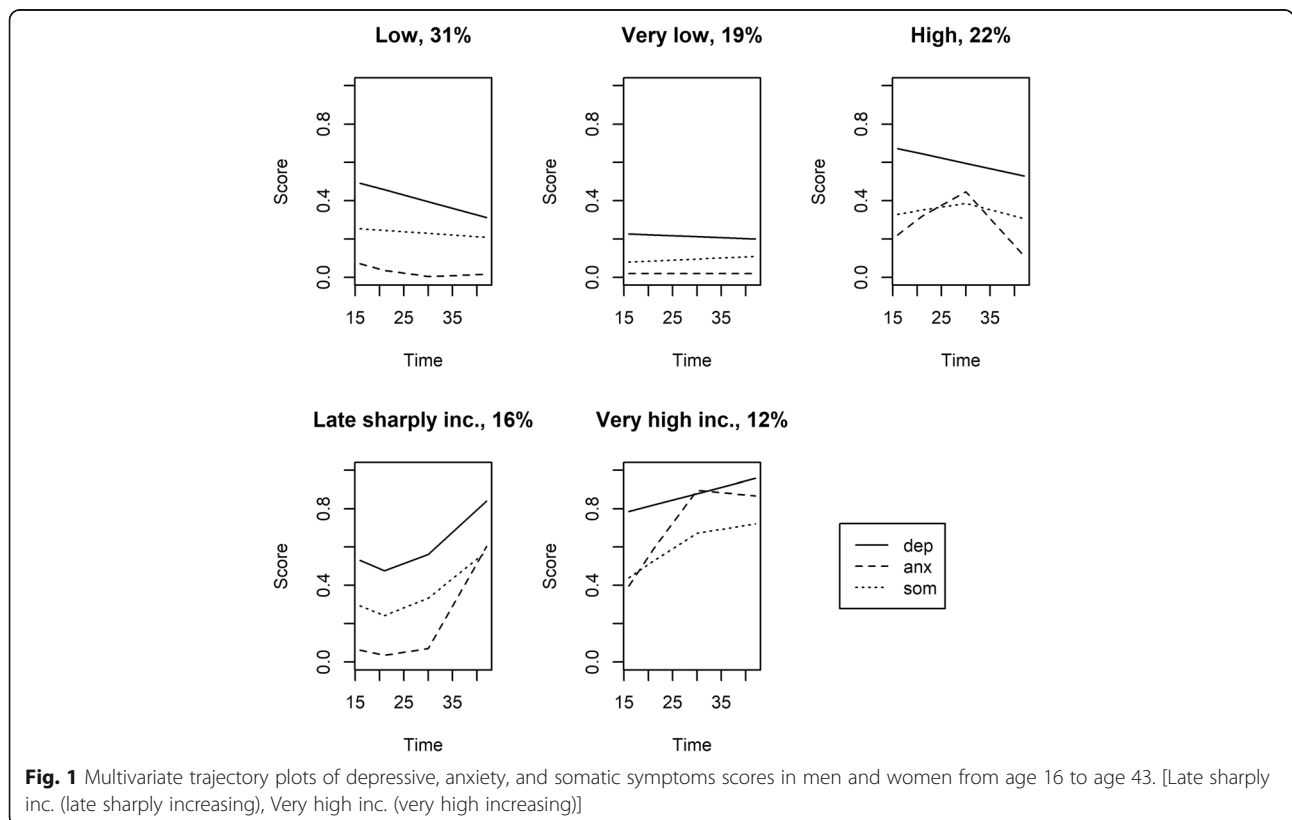 Low, 31%
Very low, 19%
High, 22%
Score
0.0 0.4 0.8
15 25 35
Time
Score
0.0 0.4 0.8
15 25 35
Time
Score
0.0 0.4 0.8
15 25 35
Time
Late sharply inc., 16%
Very high inc., 12%
Score
0.0 0.4 0.8
15 25 35
Time
Score
0.0 0.4 0.8
15 25 35
Time
dep
anx
som
Fig. 1 Multivariate trajectory plots of depressive, anxiety, and somatic symptoms scores in men and women from age 16 to age 43. [Late sharply
inc. (late sharply increasing), Very high inc. (very high increasing)]